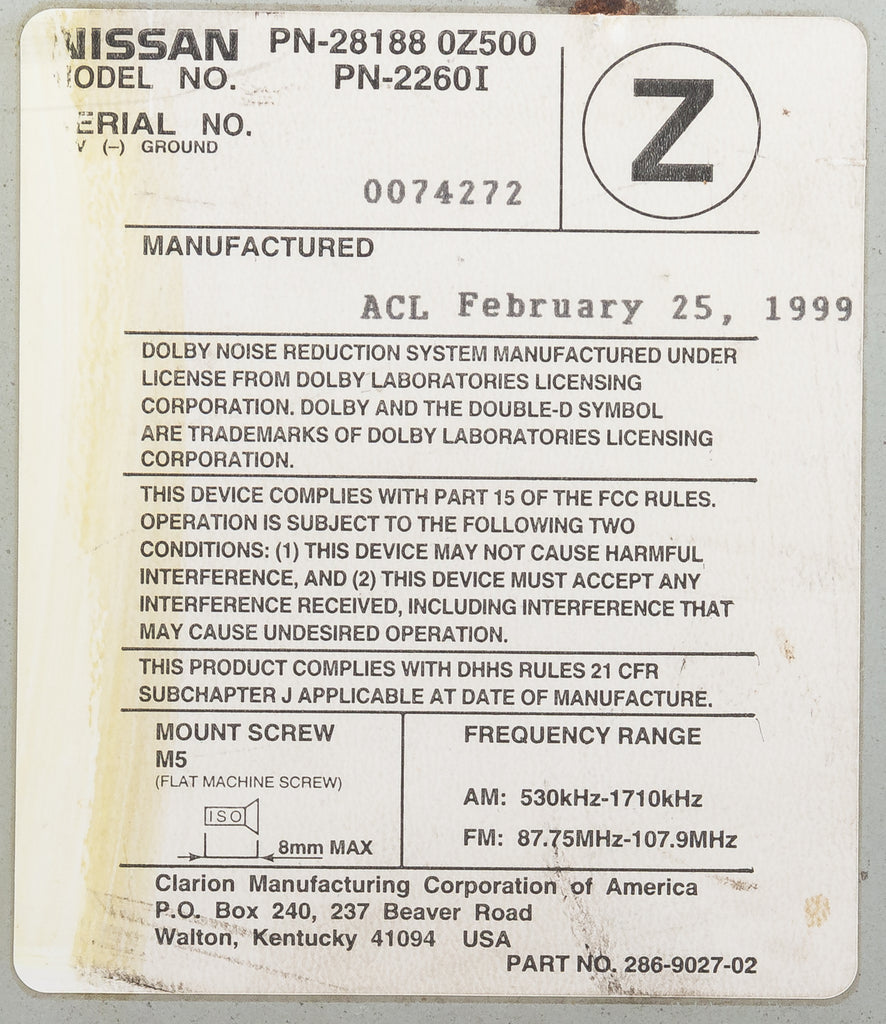 NISSAN PN-28188 0Z500
MODEL NO. PN-2260I
Z
SERIAL NO.
V (–) GROUND
0074272
MANUFACTURED
ACL February 25, 1999
DOLBY NOISE REDUCTION SYSTEM MANUFACTURED UNDER
LICENSE FROM DOLBY LABORATORIES LICENSING
CORPORATION. DOLBY AND THE DOUBLE-D SYMBOL
ARE TRADEMARKS OF DOLBY LABORATORIES LICENSING
CORPORATION.
THIS DEVICE COMPLIES WITH PART 15 OF THE FCC RULES.
OPERATION IS SUBJECT TO THE FOLLOWING TWO
CONDITIONS: (1) THIS DEVICE MAY NOT CAUSE HARMFUL
INTERFERENCE, AND (2) THIS DEVICE MUST ACCEPT ANY
INTERFERENCE RECEIVED, INCLUDING INTERFERENCE THAT
MAY CAUSE UNDESIRED OPERATION.
THIS PRODUCT COMPLIES WITH DHHS RULES 21 CFR
SUBCHAPTER J APPLICABLE AT DATE OF MANUFACTURE.
MOUNT SCREW
M5
(FLAT MACHINE SCREW)
ISO
8mm MAX
FREQUENCY RANGE
AM: 530kHz-1710kHz
FM: 87.75MHz-107.9MHz
Clarion Manufacturing Corporation of America
P.O. Box 240, 237 Beaver Road
Walton, Kentucky 41094 USA
PART NO. 286-9027-02